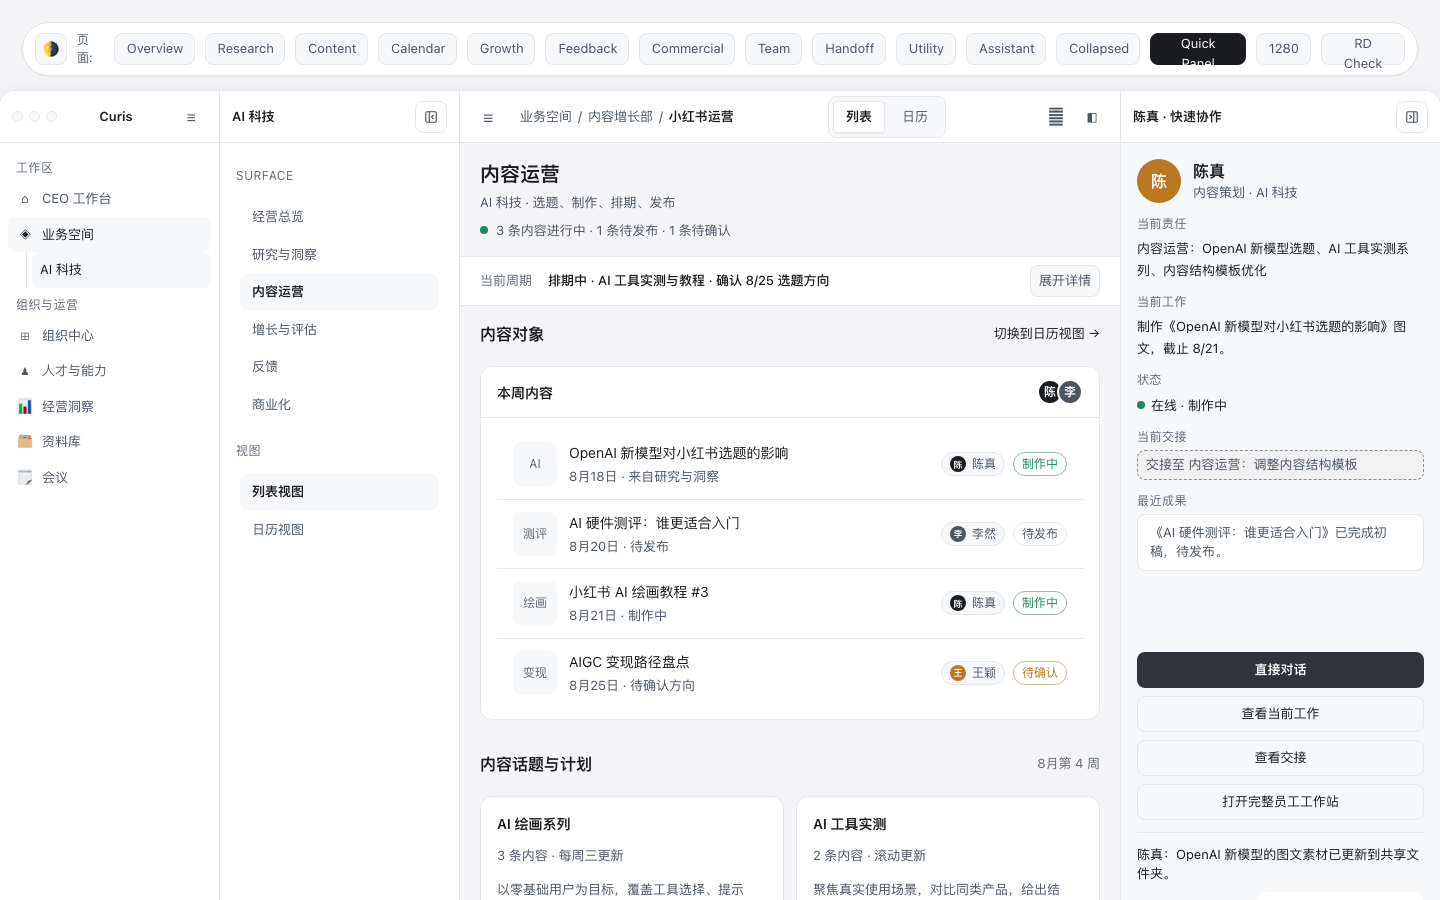 页面:
Overview
Research
Content
Calendar
Growth
Feedback
Commercial
Team
Handoff
Utility
Assistant
Collapsed
Quick Panel
1280
RD Check
Curis
工作区
CEO 工作台
业务空间
AI 科技
组织与运营
组织中心
人才与能力
经营洞察
资料库
会议
AI 科技
SURFACE
经营总览
研究与洞察
内容运营
增长与评估
反馈
商业化
视图
列表视图
日历视图
业务空间 / 内容增长部 / 小红书运营
列表
日历
内容运营
AI 科技 · 选题、制作、排期、发布
3 条内容进行中 · 1 条待发布 · 1 条待确认
当前周期 排期中 · AI 工具实测与教程 · 确认 8/25 选题方向
展开详情
内容对象
切换到日历视图 →
本周内容
陈 李
AI
OpenAI 新模型对小红书选题的影响
8月18日 · 来自研究与洞察
陈 陈真
制作中
测评
AI 硬件测评：谁更适合入门
8月20日 · 待发布
李 李然
待发布
绘画
小红书 AI 绘画教程 #3
8月21日 · 制作中
陈 陈真
制作中
变现
AIGC 变现路径盘点
8月25日 · 待确认方向
王 王颖
待确认
内容话题与计划
8月第 4 周
AI 绘画系列
3 条内容 · 每周三更新
以零基础用户为目标，覆盖工具选择、提示
AI 工具实测
2 条内容 · 滚动更新
聚焦真实使用场景，对比同类产品，给出结
陈真 · 快速协作
陈
陈真
内容策划 · AI 科技
当前责任
内容运营：OpenAI 新模型选题、AI 工具实测系
列、内容结构模板优化
当前工作
制作《OpenAI 新模型对小红书选题的影响》图
文，截止 8/21。
状态
在线 · 制作中
当前交接
交接至 内容运营：调整内容结构模板
最近成果
《AI 硬件测评：谁更适合入门》已完成初
稿，待发布。
直接对话
查看当前工作
查看交接
打开完整员工工作站
陈真：OpenAI 新模型的图文素材已更新到共享文
件夹。